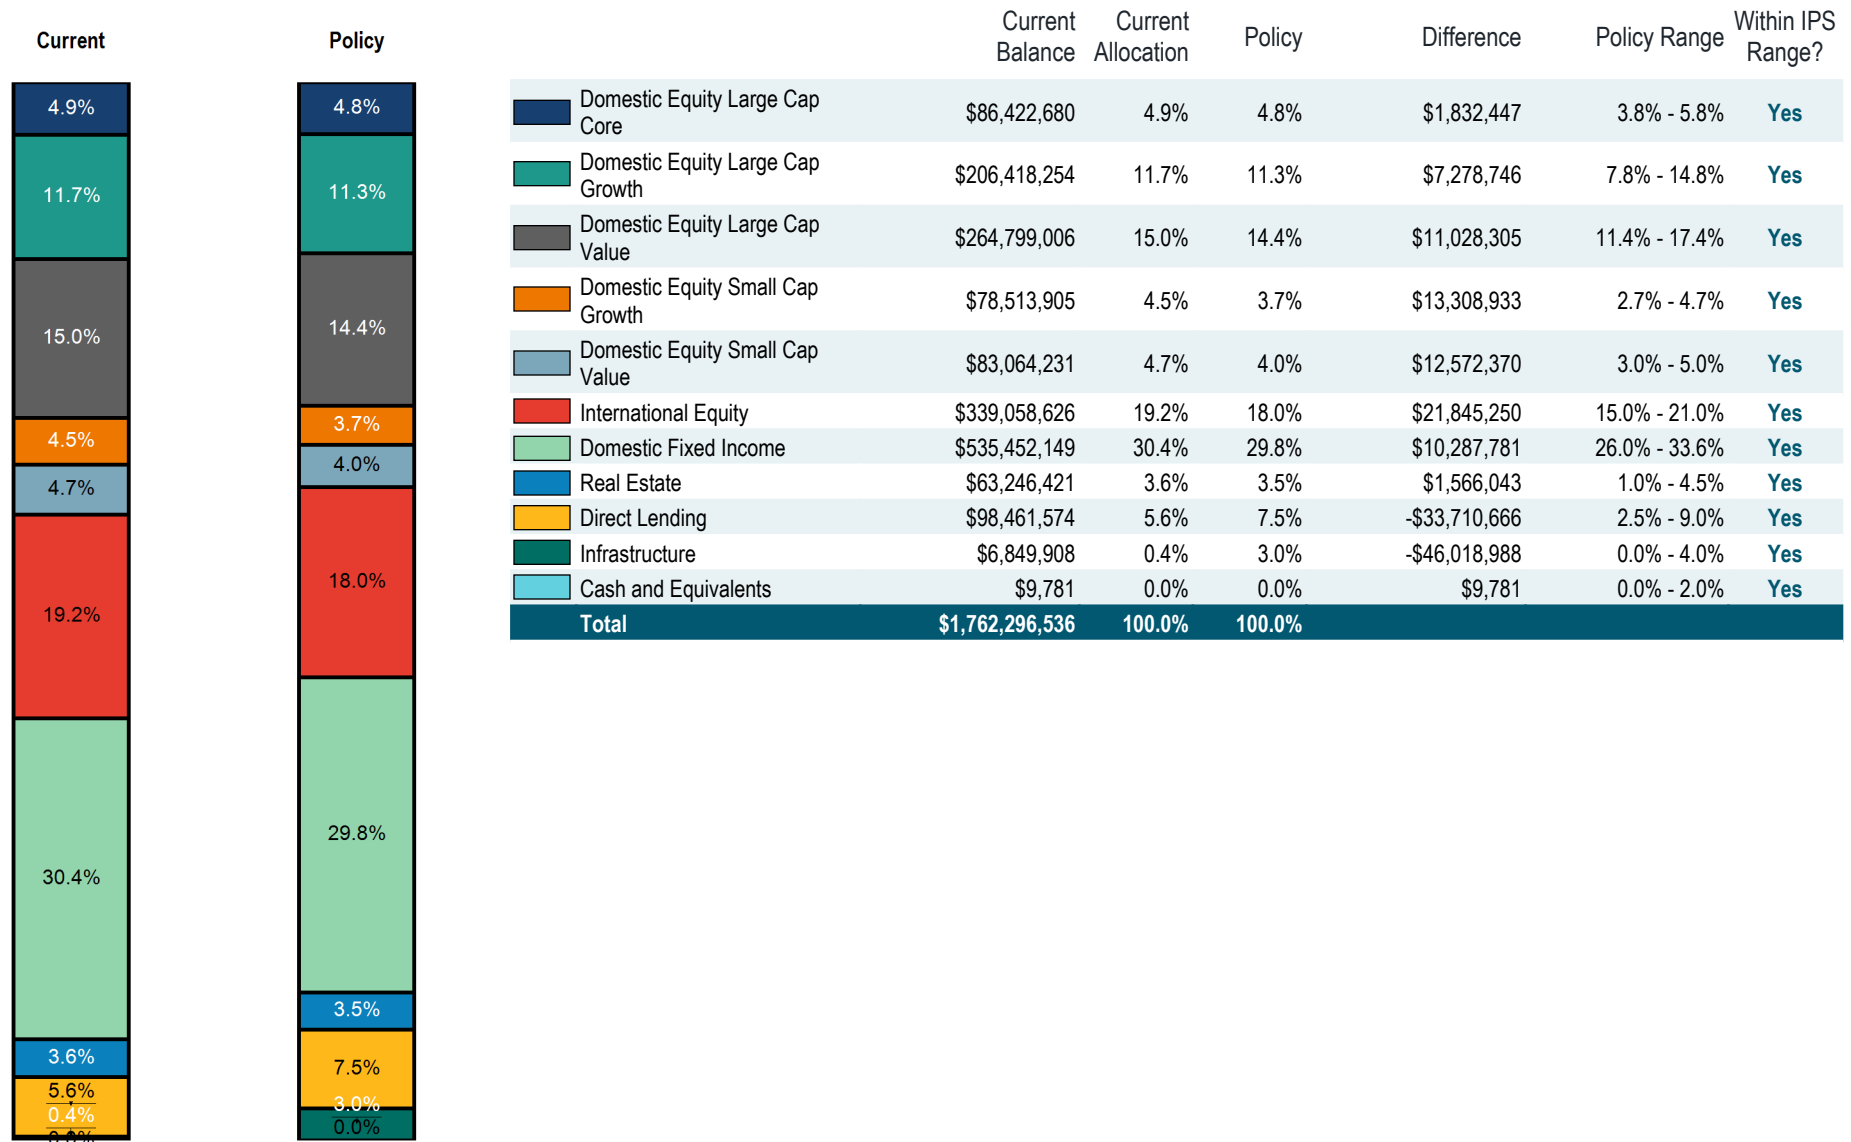 Current
Policy
4.9%
11.7%
15.0%
4.5%
4.7%
19.2%
30.4%
3.6%
5.6%
0.4%
0.0%
4.8%
11.3%
14.4%
3.7%
4.0%
18.0%
29.8%
3.5%
7.5%
3.0%
0.0%
Current Balance Current Allocation Policy Difference Policy Range Within IPS Range?
Domestic Equity Large Cap Core $86,422,680 4.9% 4.8% $1,832,447 3.8% - 5.8% Yes
Domestic Equity Large Cap Growth $206,418,254 11.7% 11.3% $7,278,746 7.8% - 14.8% Yes
Domestic Equity Large Cap Value $264,799,006 15.0% 14.4% $11,028,305 11.4% - 17.4% Yes
Domestic Equity Small Cap Growth $78,513,905 4.5% 3.7% $13,308,933 2.7% - 4.7% Yes
Domestic Equity Small Cap Value $83,064,231 4.7% 4.0% $12,572,370 3.0% - 5.0% Yes
International Equity $339,058,626 19.2% 18.0% $21,845,250 15.0% - 21.0% Yes
Domestic Fixed Income $535,452,149 30.4% 29.8% $10,287,781 26.0% - 33.6% Yes
Real Estate $63,246,421 3.6% 3.5% $1,566,043 1.0% - 4.5% Yes
Direct Lending $98,461,574 5.6% 7.5% -$33,710,666 2.5% - 9.0% Yes
Infrastructure $6,849,908 0.4% 3.0% -$46,018,988 0.0% - 4.0% Yes
Cash and Equivalents $9,781 0.0% 0.0% $9,781 0.0% - 2.0% Yes
Total $1,762,296,536 100.0% 100.0%